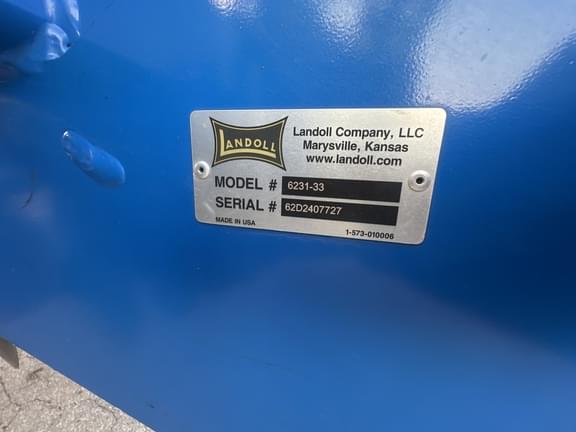 LANDOLL
Landoll Company, LLC
Marysville, Kansas
www.landoll.com
MODEL # 6231-33
SERIAL # 62D2407727
MADE IN USA
1-573-010006